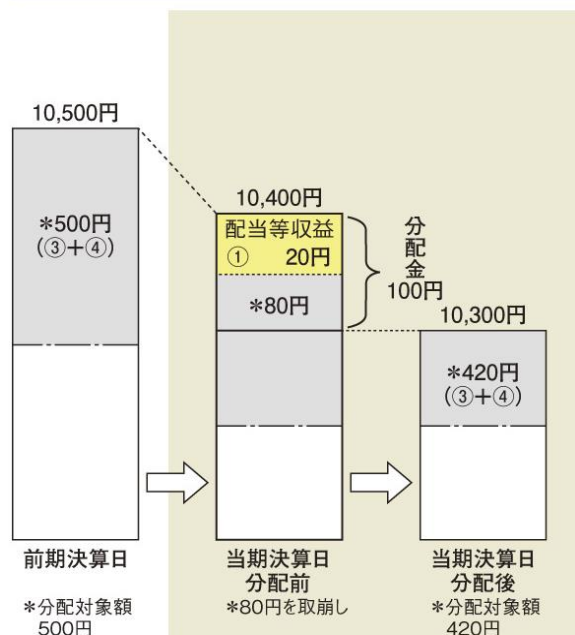 10,500円
*500円
(③+④)
前期決算日
*分配対象額
500円
10,400円
配当等収益
① 20円
*80円
分配金
100円
当期決算日
分配前
*80円を取崩し
10,300円
*420円
(③+④)
当期決算日
分配後
*分配対象額
420円